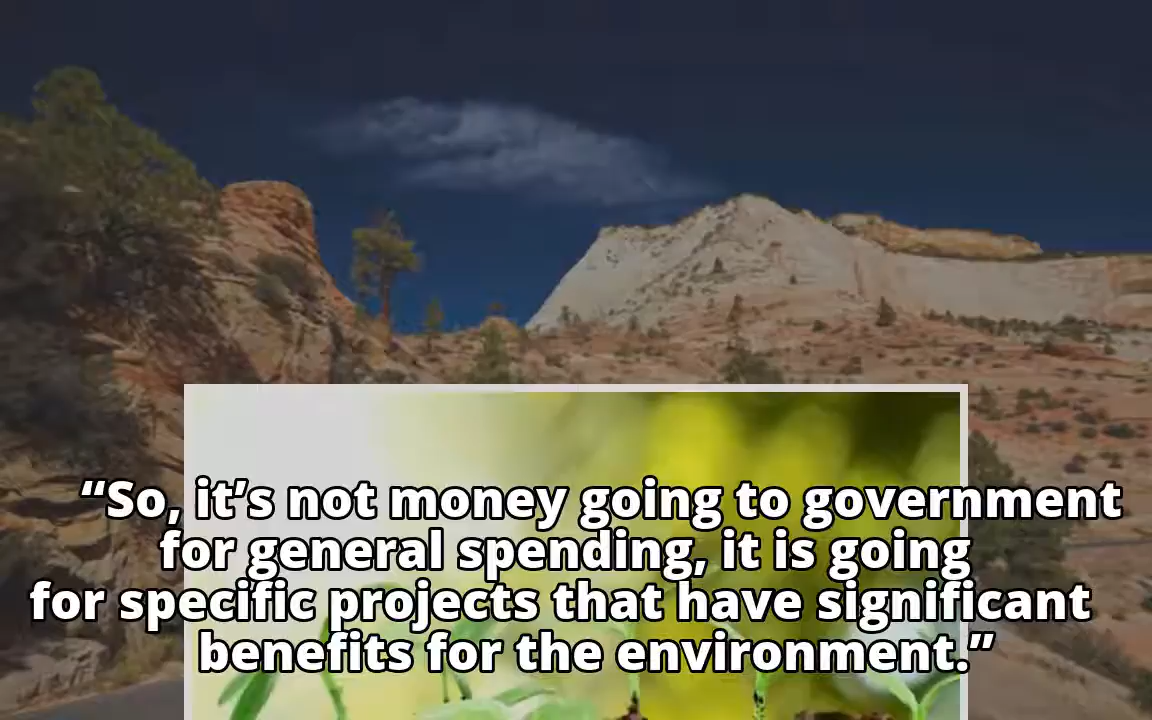 “So, it’s not money going to government
for general spending, it is going
for specific projects that have significant
benefits for the environment.”